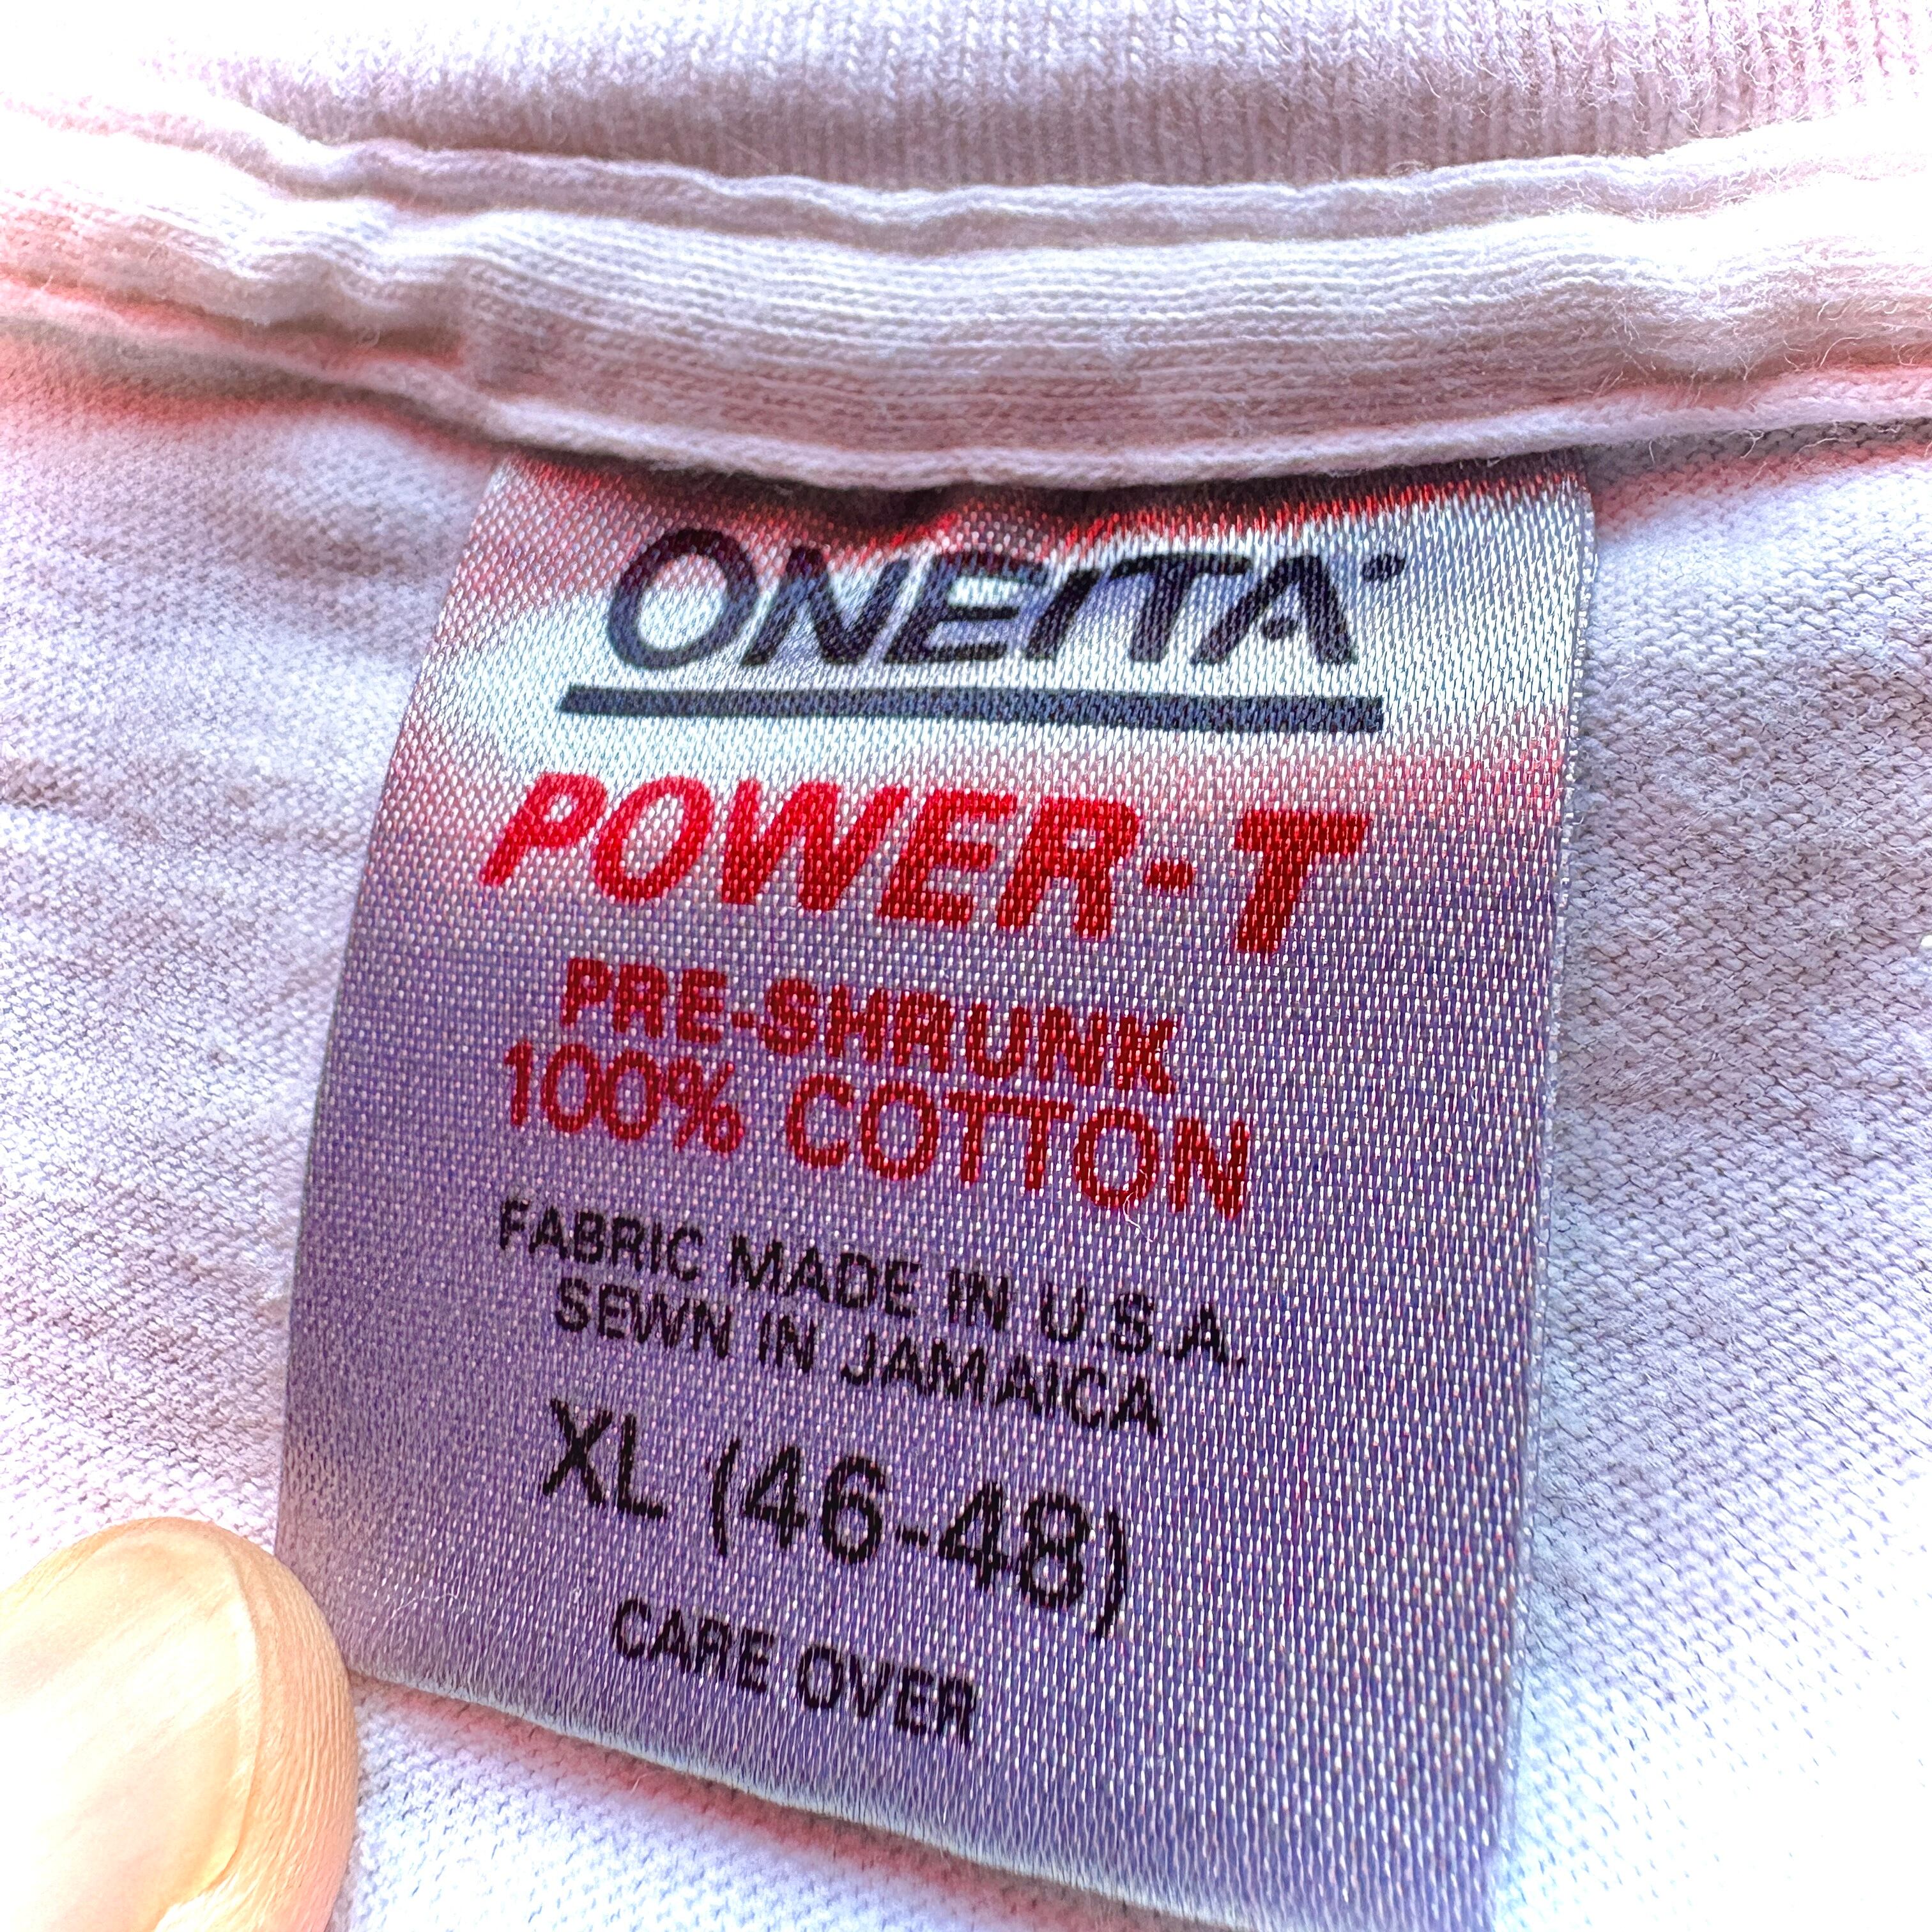 ONEITA
POWER-T
PRE-SHRUNK
100% COTTON
FABRIC MADE IN U.S.A.
SEWN IN JAMAICA
XL (46-48)
CARE OVER